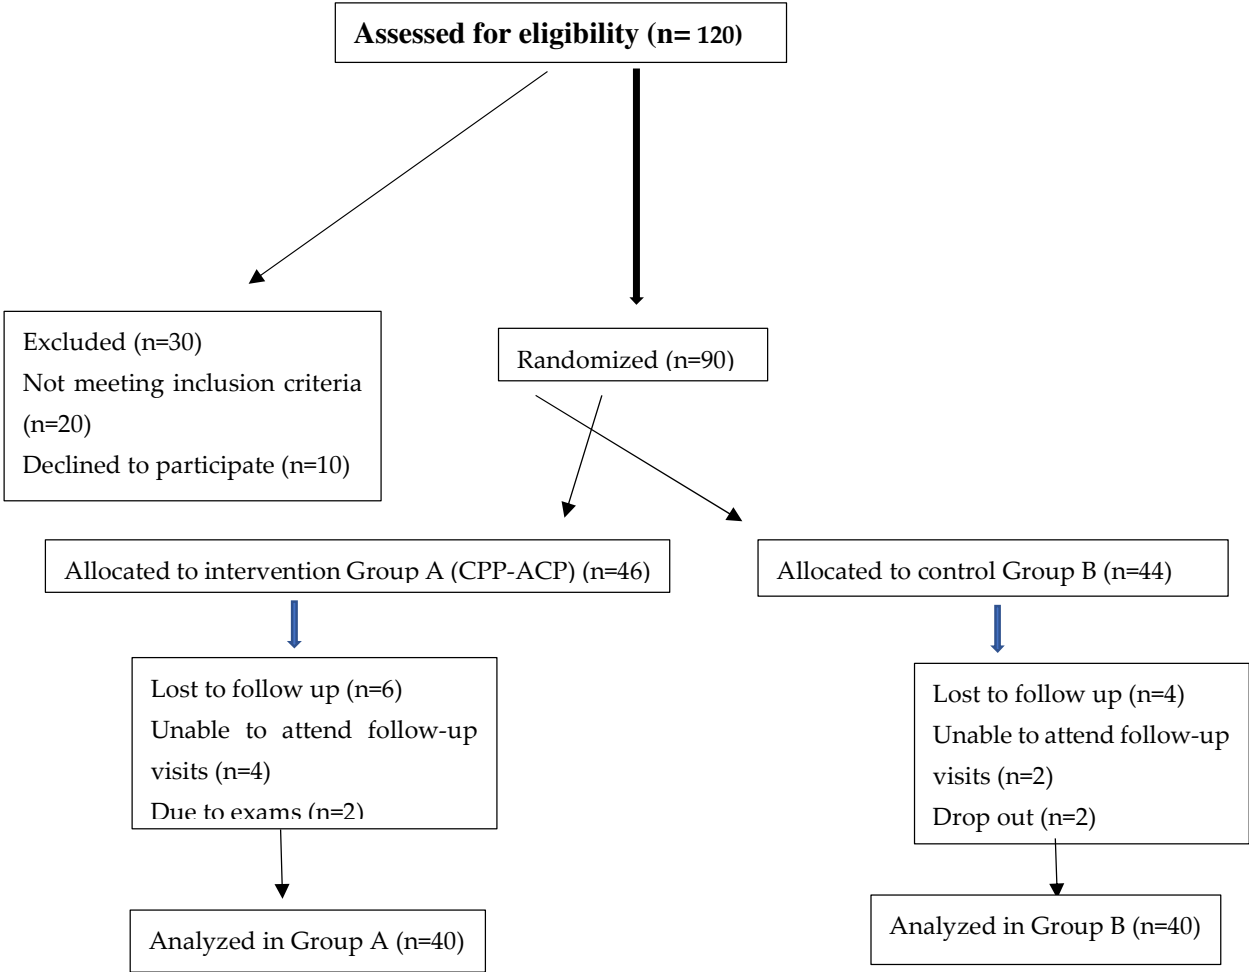 Assessed for eligibility (n= 120)
Excluded (n=30)
Not meeting inclusion criteria
(n=20)
Declined to participate (n=10)
Randomized (n=90)
Allocated to intervention Group A (CPP-ACP) (n=46)
Allocated to control Group B (n=44)
Lost to follow up (n=6)
Unable to attend follow-up
visits (n=4)
Due to exams (n=2)
Lost to follow up (n=4)
Unable to attend follow-up
visits (n=2)
Drop out (n=2)
Analyzed in Group A (n=40)
Analyzed in Group B (n=40)